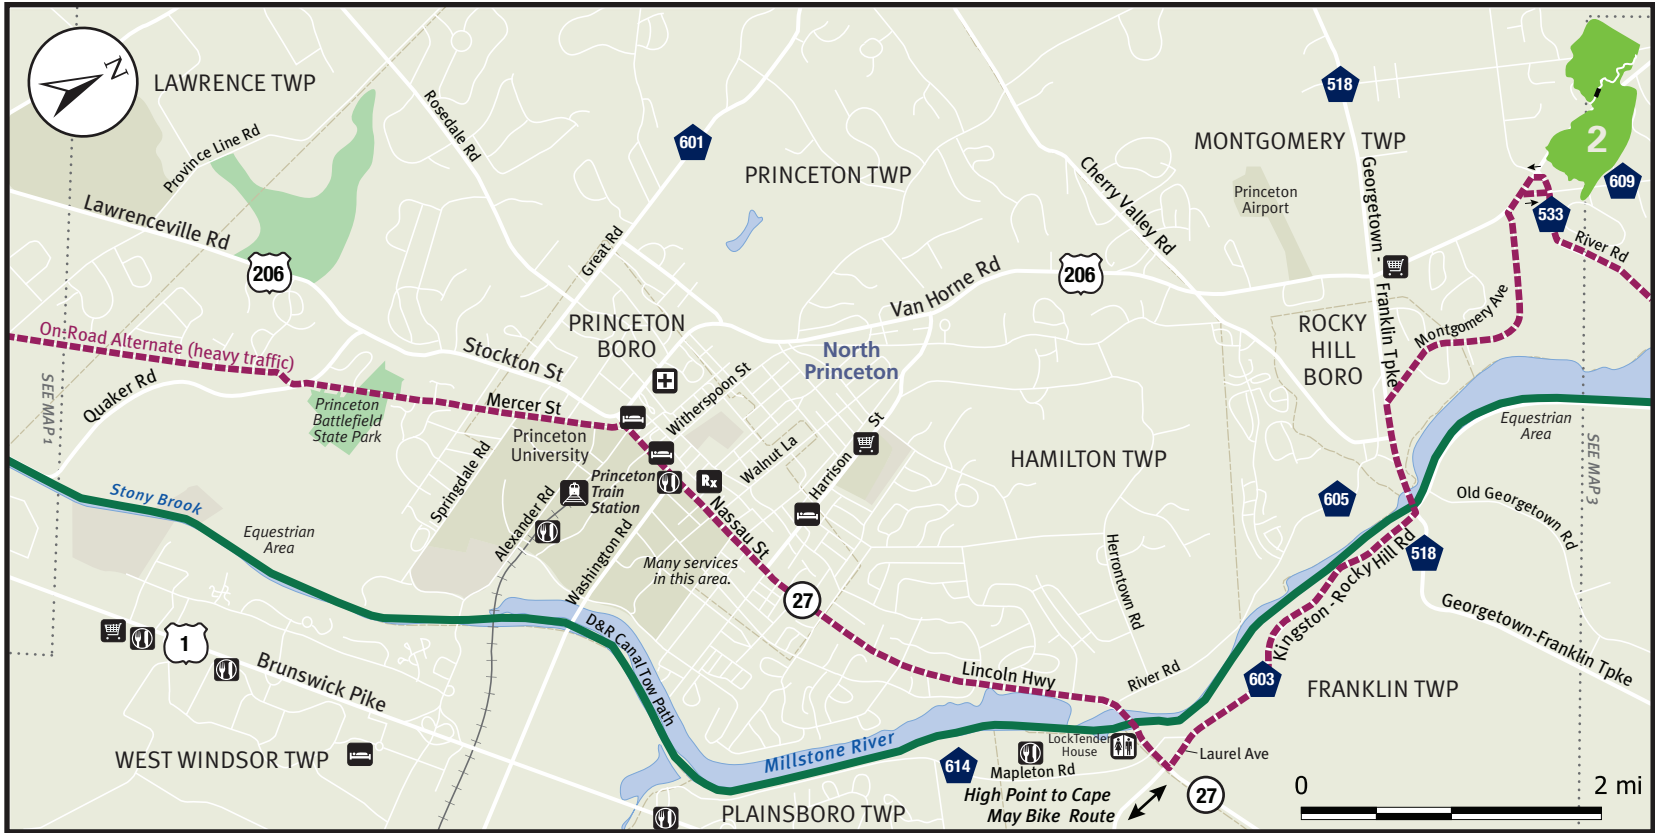 N
LAWRENCE TWP
Province Line Rd
Rosedale Rd
601
PRINCETON TWP
518
MONTGOMERY TWP
Georgetown -
Franklin Tpke
Princeton
Airport
Cherry Valley Rd
2
609
533
River Rd
Lawrenceville Rd
206
Great Rd
Van Horne Rd
206
Montgomery Ave
PRINCETON
BORO
North
Princeton
ROCKY
HILL
BORO
On-Road Alternate (heavy traffic)
Stockton St
SEE MAP 1
Quaker Rd
Princeton
Battlefield
State Park
Mercer St
Witherspoon St
Princeton
University
Springdale Rd
Princeton
Train
Station
Rx
Walnut La
Harrison St
HAMILTON TWP
Equestrian
Area
SEE MAP 3
Stony Brook
Equestrian
Area
Alexander Rd
Washington Rd
Nassau St
Many services
in this area.
605
Old Georgetown Rd
518
Herrontown Rd
Kingston - Rocky Hill Rd
Georgetown-Franklin Tpke
27
1
Brunswick Pike
D&R Canal Tow Path
Lincoln Hwy
River Rd
603
FRANKLIN TWP
WEST WINDSOR TWP
Millstone River
614
LockTender
House
Mapleton Rd
Laurel Ave
High Point to Cape
May Bike Route
27
PLAINSBORO TWP
0 2 mi